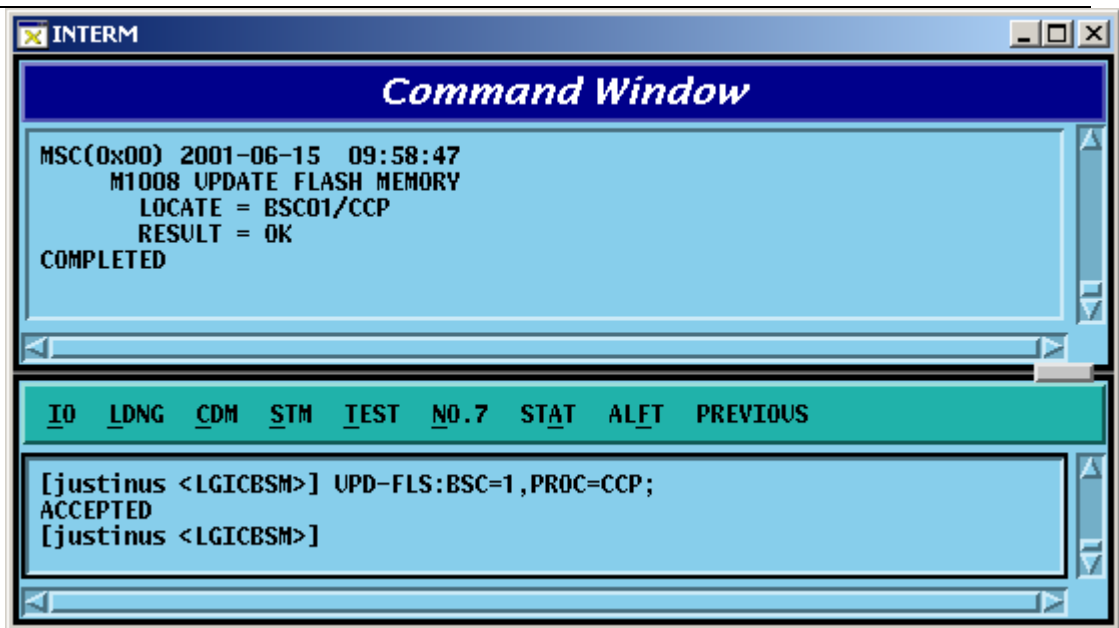 INTERM
Command Window
MSC(0x00) 2001-06-15 09:58:47
M1008 UPDATE FLASH MEMORY
LOCATE = BSC01/CCP
RESULT = OK
COMPLETED
IO LDNG CDM STM TEST NO.7 STAT ALFT PREVIOUS
[justinus <LGICBSM>] UPD-FLS:BSC=1,PROC=CCP;
ACCEPTED
[justinus <LGICBSM>]